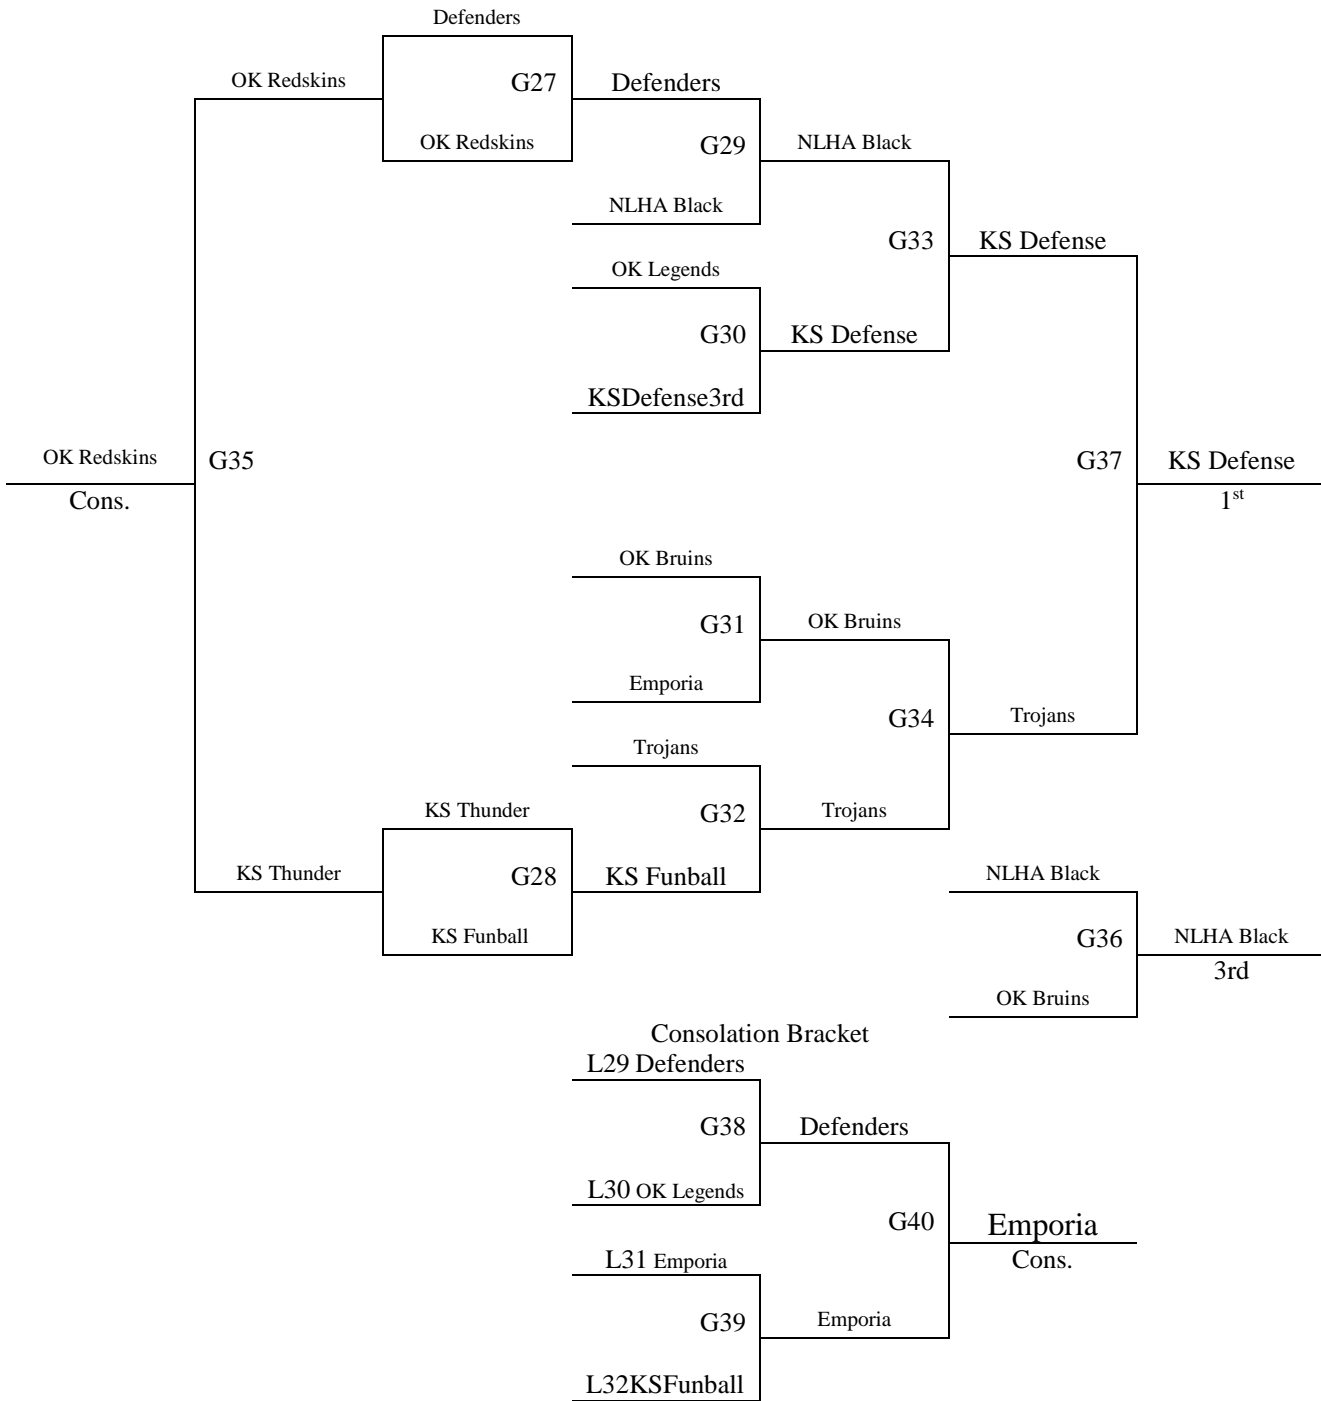 Defenders
OK Redskins
G27
Defenders
OK Redskins
G29
NLHA Black
NLHA Black
G33
KS Defense
OK Legends
G30
KS Defense
KSDefense3rd
OK Redskins
G35
G37
KS Defense
Cons.
1st
OK Bruins
G31
OK Bruins
Emporia
G34
Trojans
Trojans
KS Thunder
G32
Trojans
KS Thunder
G28
KS Funball
NLHA Black
KS Funball
G36
NLHA Black
3rd
OK Bruins
Consolation Bracket
L29 Defenders
G38
Defenders
L30 OK Legends
G40
Emporia
L31 Emporia
Cons.
G39
Emporia
L32KSFunball